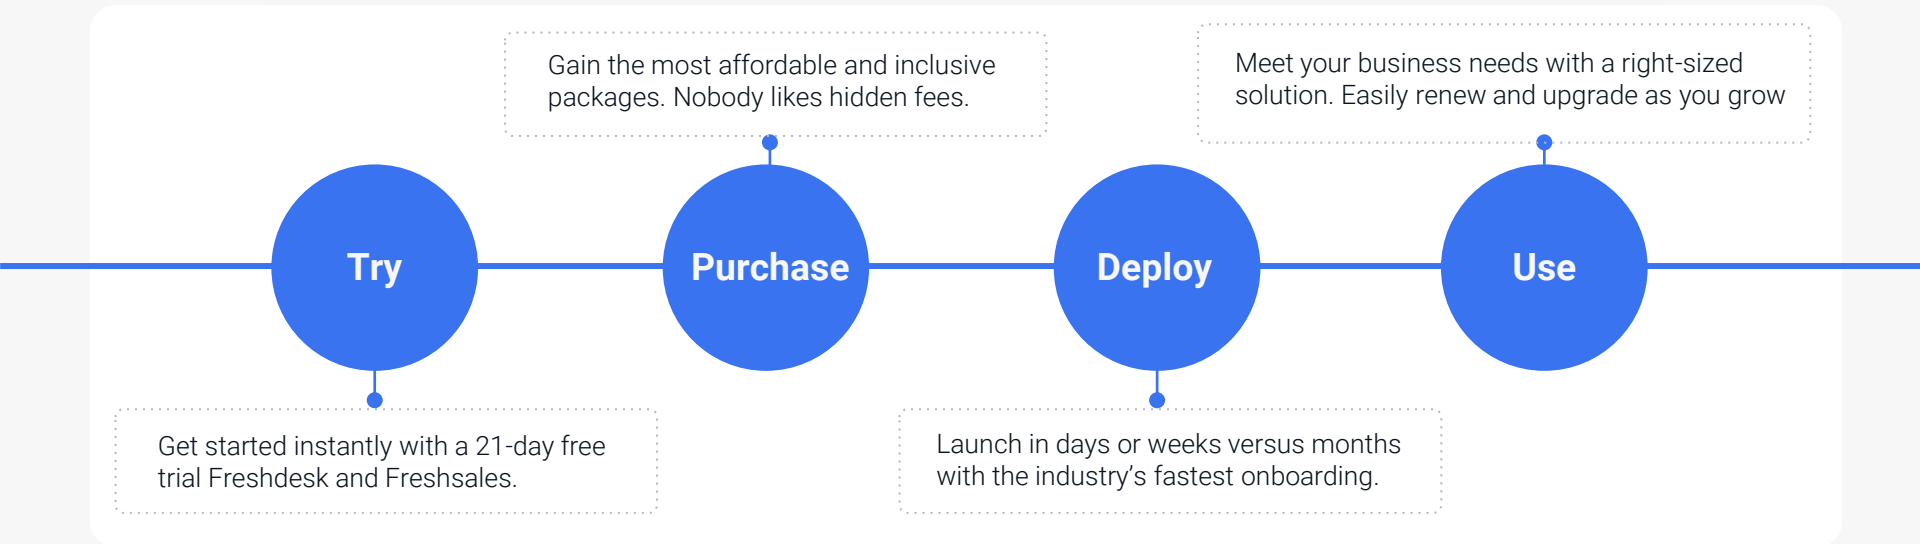 Gain the most affordable and inclusive
packages. Nobody likes hidden fees.
Meet your business needs with a right-sized
solution. Easily renew and upgrade as you grow
Try
Purchase
Deploy
Use
Get started instantly with a 21-day free
trial Freshdesk and Freshsales.
Launch in days or weeks versus months
with the industry’s fastest onboarding.